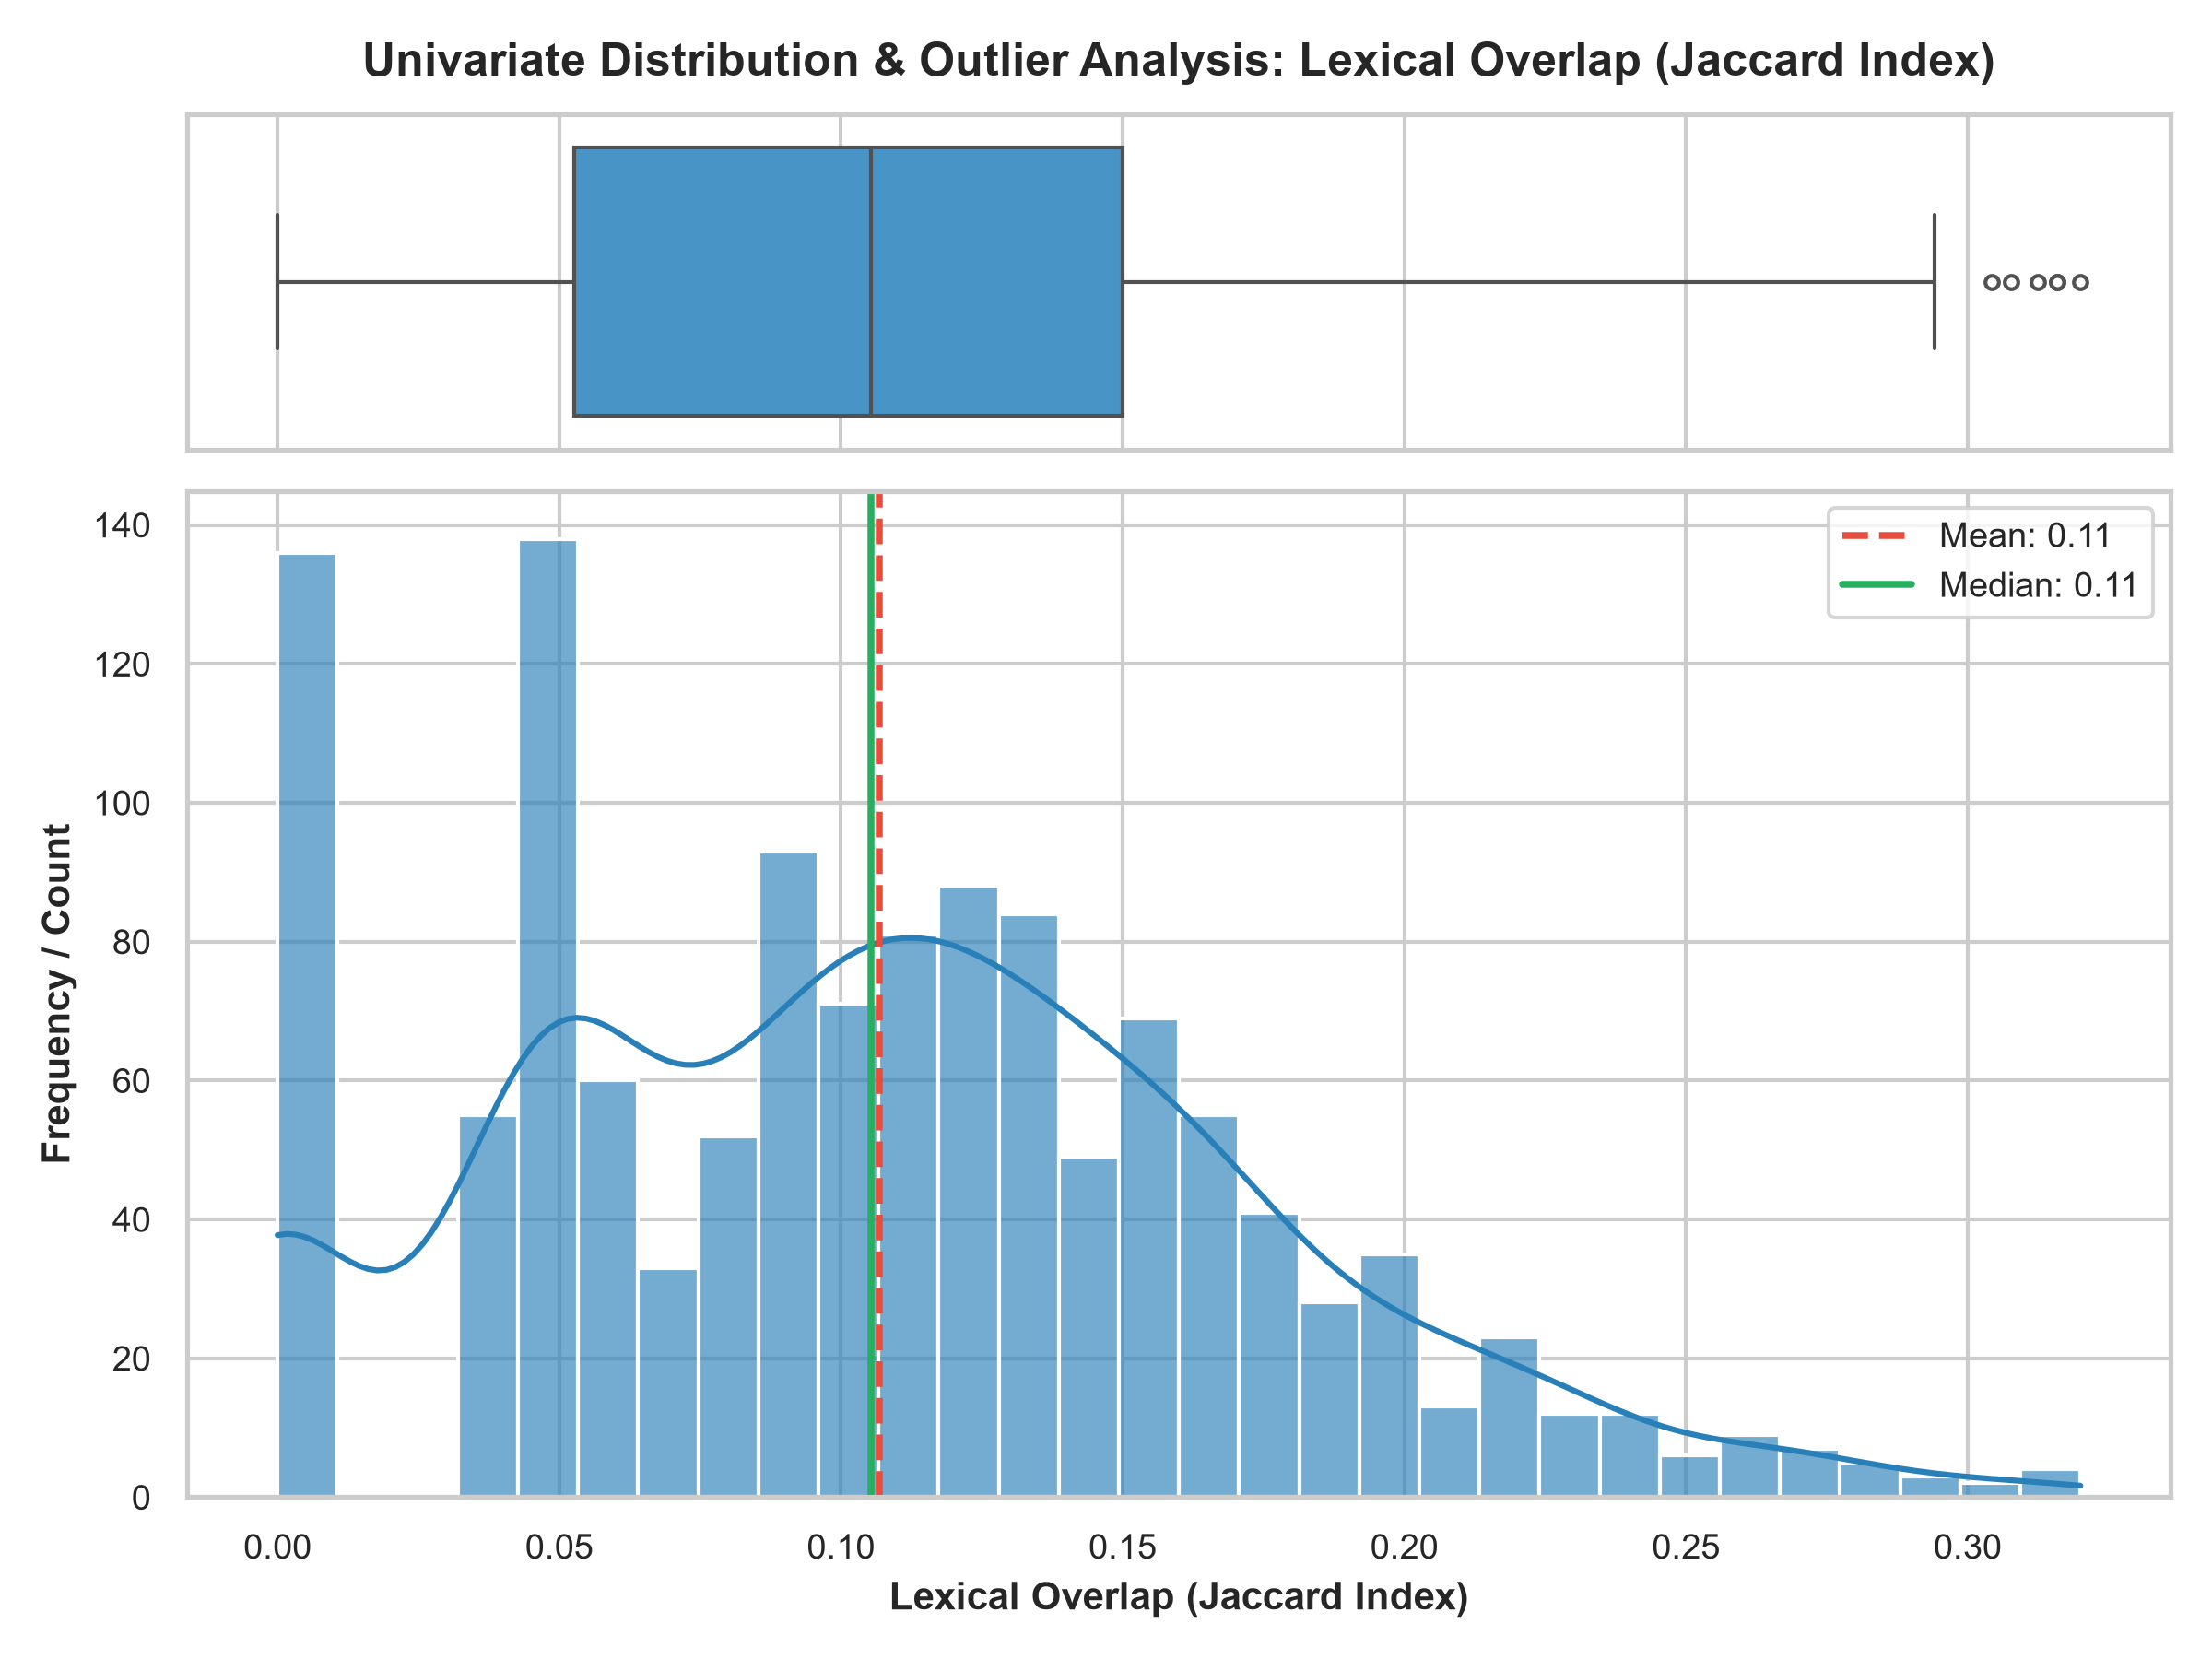 Univariate Distribution & Outlier Analysis: Lexical Overlap (Jaccard Index)
Mean: 0.11
Median: 0.11
140
120
100
80
60
40
20
0
Frequency / Count
0.00 0.05 0.10 0.15 0.20 0.25 0.30
Lexical Overlap (Jaccard Index)